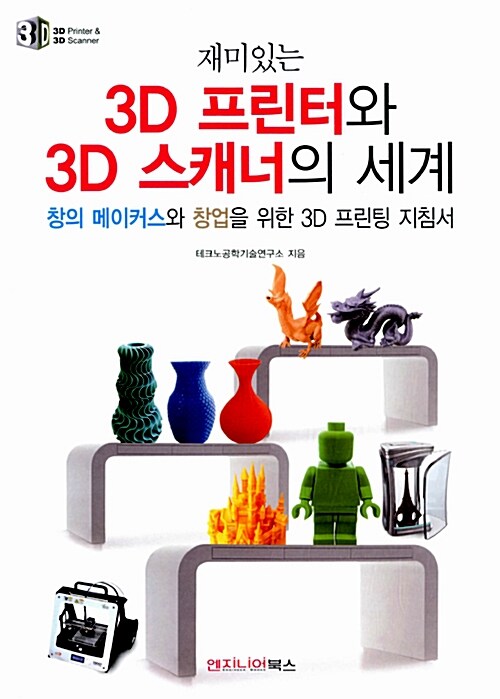 3D
3D Printer &
3D Scanner
재미있는
3D 프린터와
3D 스캐너의 세계
창의 메이커스와 창업을 위한 3D 프린팅 지침서
테크노공학기술연구소 지음
엔지니어북스